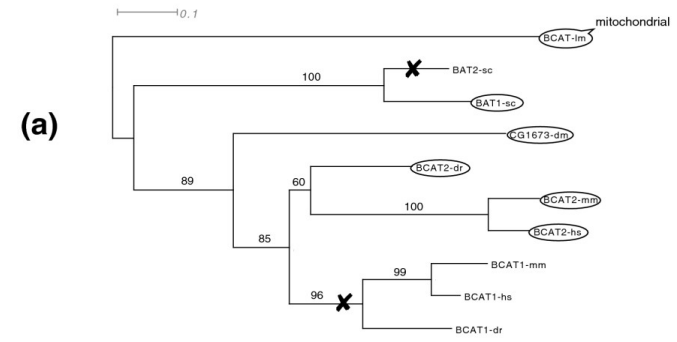 0.1
mitochondrial
BCAT-lm
100
BAT2-sc
(a)
BAT1-sc
CG1673-dm
89
60
BCAT2-dr
100
BCAT2-mm
BCAT2-hs
85
99
BCAT1-mm
96
BCAT1-hs
BCAT1-dr